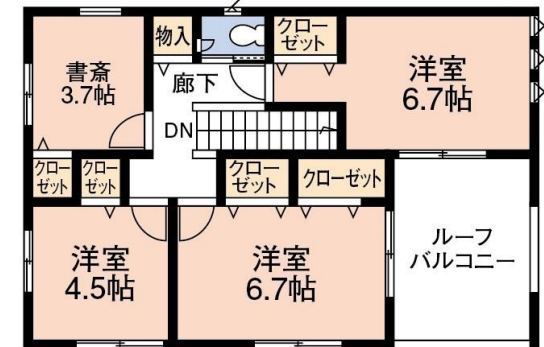 物入
クロー
ゼット
書斎
3.7帖
廊下
洋室
6.7帖
DN
クロー
ゼット
クロー
ゼット
クロー
ゼット
クローゼット
洋室
4.5帖
洋室
6.7帖
ルーフ
バルコニー